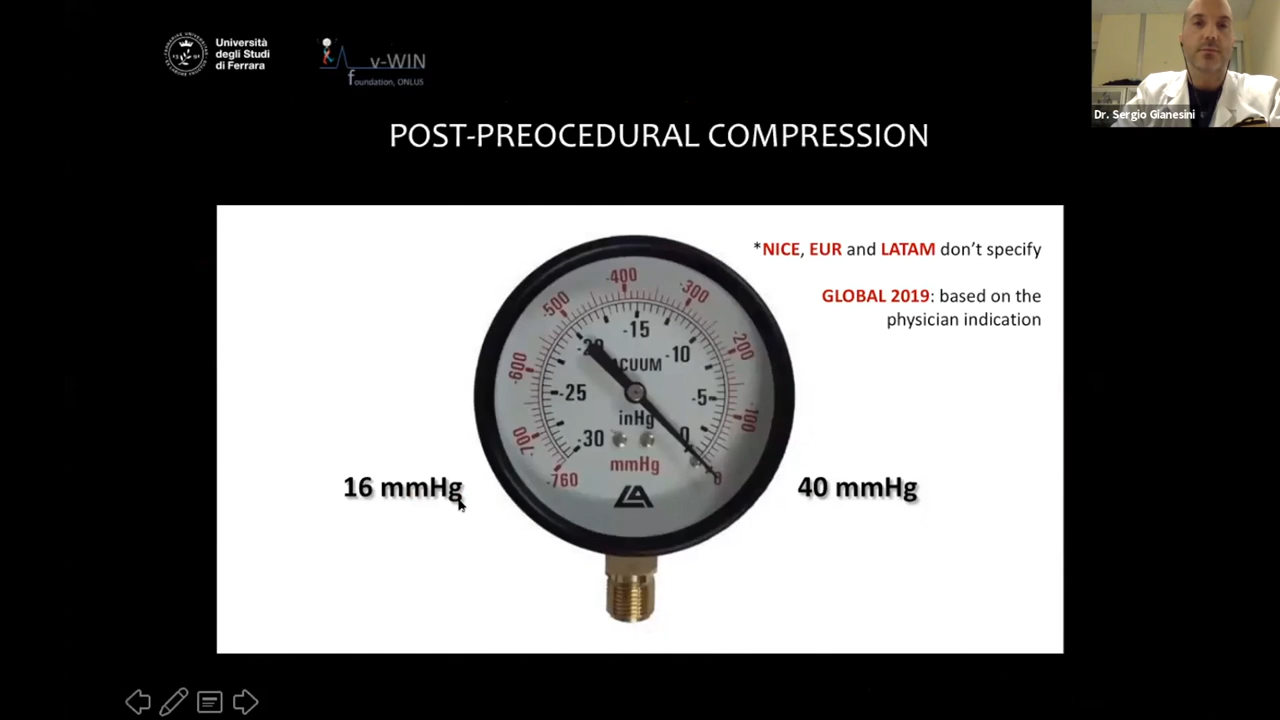 Università
degli Studi
di Ferrara
v-WIN
foundation, ONLUS
Dr. Sergio Gianesini
POST-PREOCEDURAL COMPRESSION
*NICE, EUR and LATAM don't specify
GLOBAL 2019: based on the
physician indication
-400
-500
-300
-15
-200
-20
-10
-600
-25
-5
-100
inHg
-700
-30
0
mmHg
-760
0
16 mmHg
40 mmHg